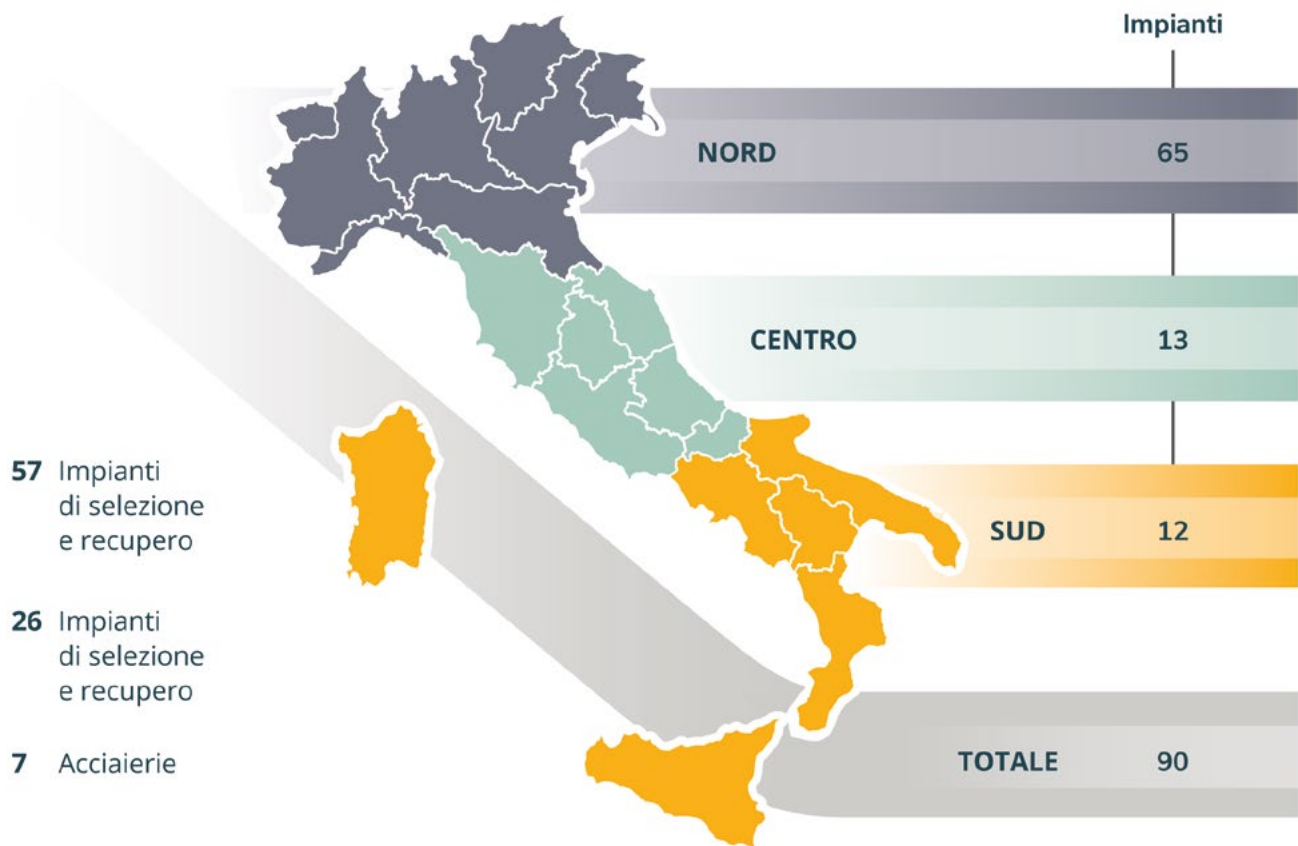 Impianti
NORD 65
CENTRO 13
SUD 12
TOTALE 90
57 Impianti
di selezione
e recupero
26 Impianti
di selezione
e recupero
7 Acciaierie